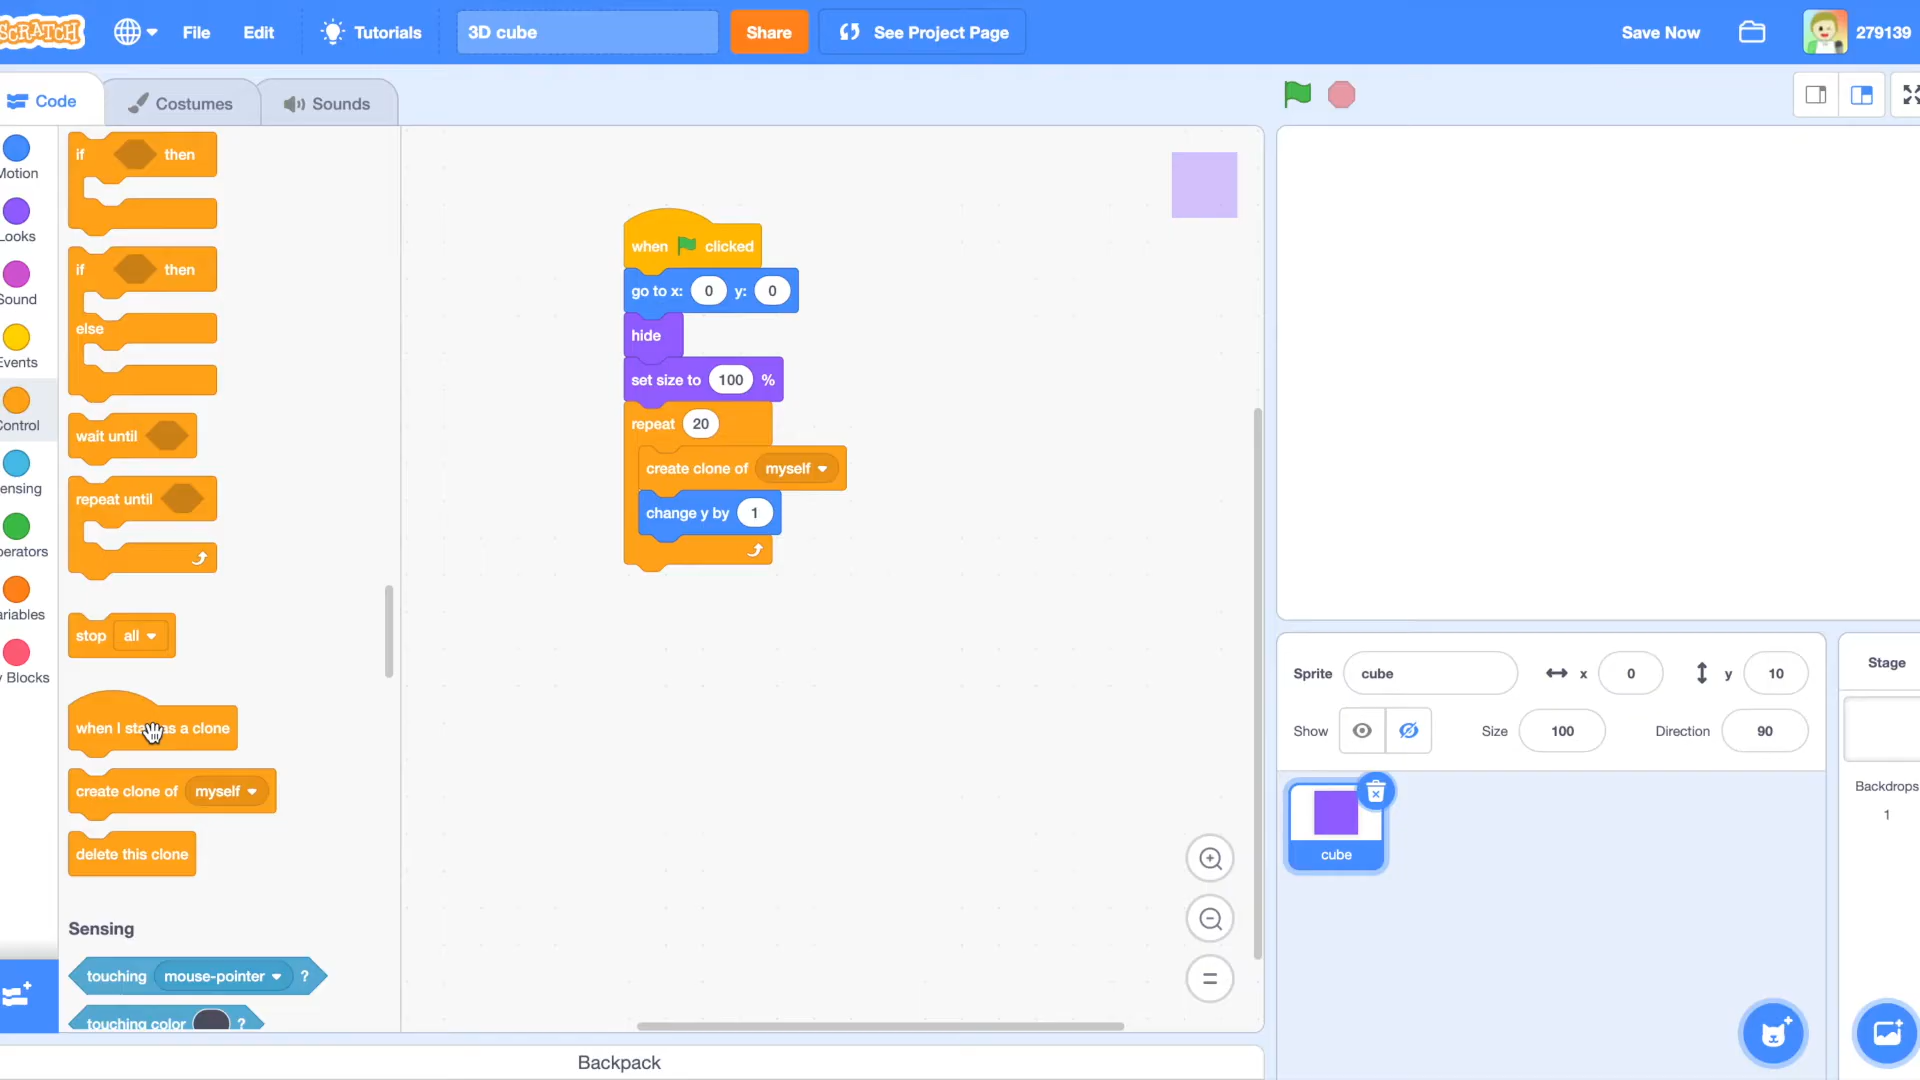 SCRATCH
File
Edit
Tutorials
3D cube
Share
See Project Page
Save Now
279139
Code
Costumes
Sounds
Motion
Looks
Sound
Events
Control
ensing
perators
ariables
y Blocks
if then
if then
else
wait until
repeat until
stop all
when I sta s a clone
create clone of myself
delete this clone
Sensing
touching mouse-pointer ?
touching color ?
when clicked
go to x: 0 y: 0
hide
set size to 100 %
repeat 20
create clone of myself
change y by 1
Sprite cube x 0 y 10
Show Size 100 Direction 90
cube
Stage
Backdrops
1
Backpack